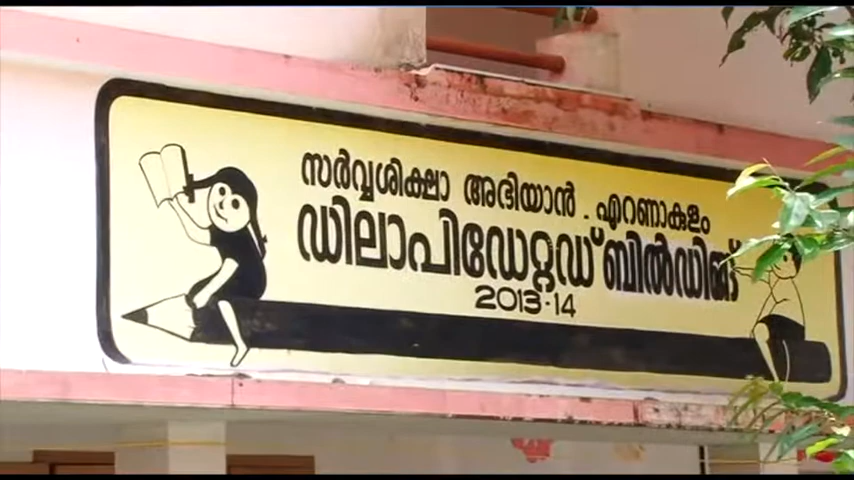 സർവ്വശിക്ഷാ അഭിയാൻ . എറണാകുളം
ഡിലാപിഡേറ്റഡ് ബിൽഡിങ്ങ്
2013-14